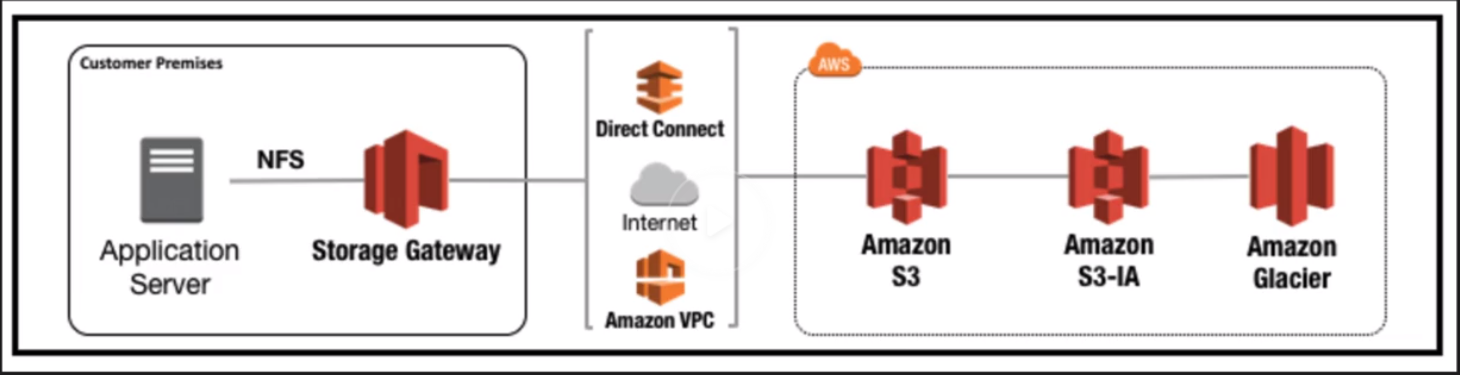 Customer Premises
NFS
Application
Server
Storage Gateway
Direct Connect
Internet
Amazon VPC
AWS
Amazon
S3
Amazon
S3-IA
Amazon
Glacier